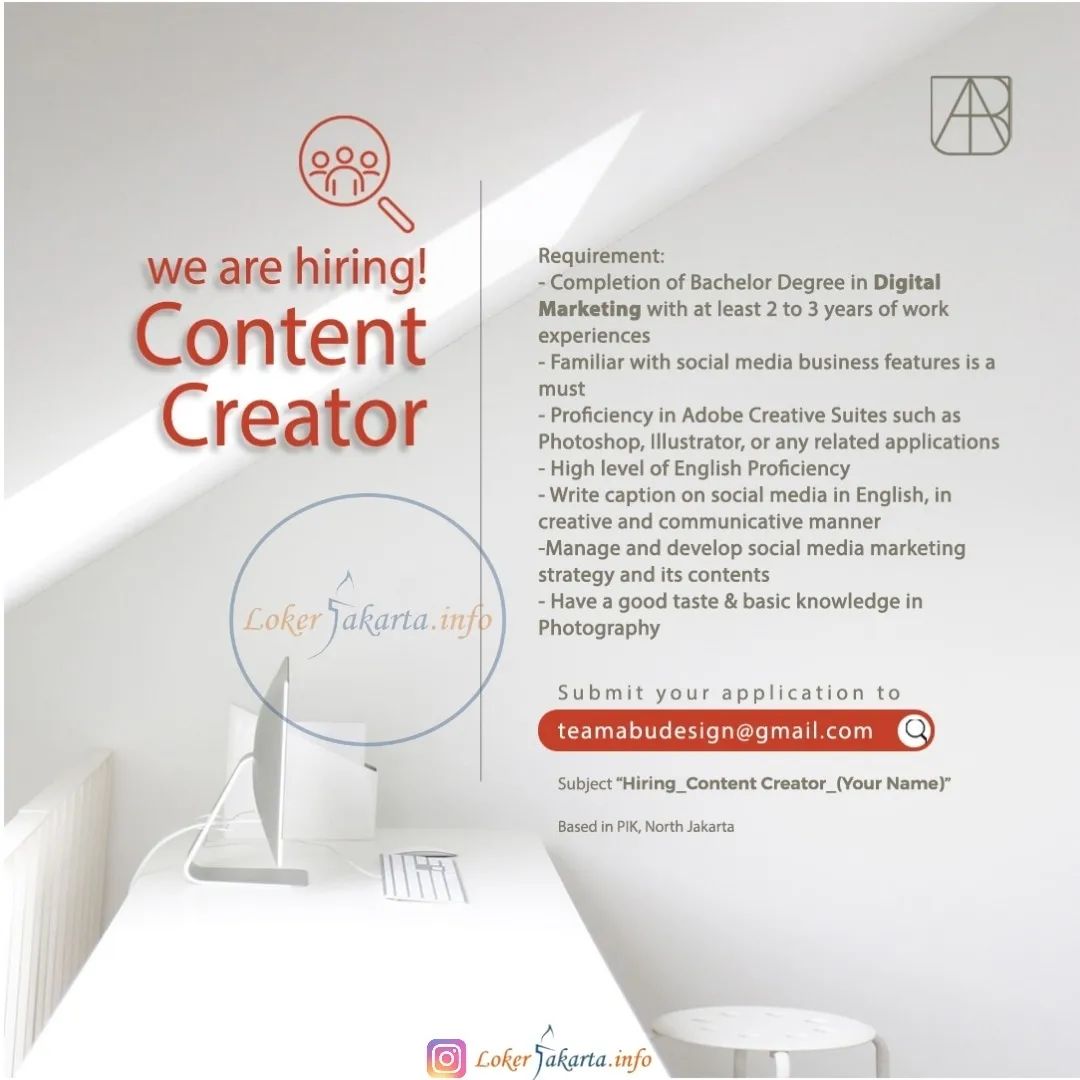 we are hiring!
Content
Creator
Requirement:
- Completion of Bachelor Degree in Digital
Marketing with at least 2 to 3 years of work
experiences
- Familiar with social media business features is a
must
- Proficiency in Adobe Creative Suites such as
Photoshop, Illustrator, or any related applications
- High level of English Proficiency
- Write caption on social media in English, in
creative and communicative manner
-Manage and develop social media marketing
strategy and its contents
- Have a good taste & basic knowledge in
Photography
Loker Jakarta.info
Submit your application to
teamabudesign@gmail.com
Subject “Hiring_Content Creator_(Your Name)”
Based in PIK, North Jakarta
Loker Jakarta.info